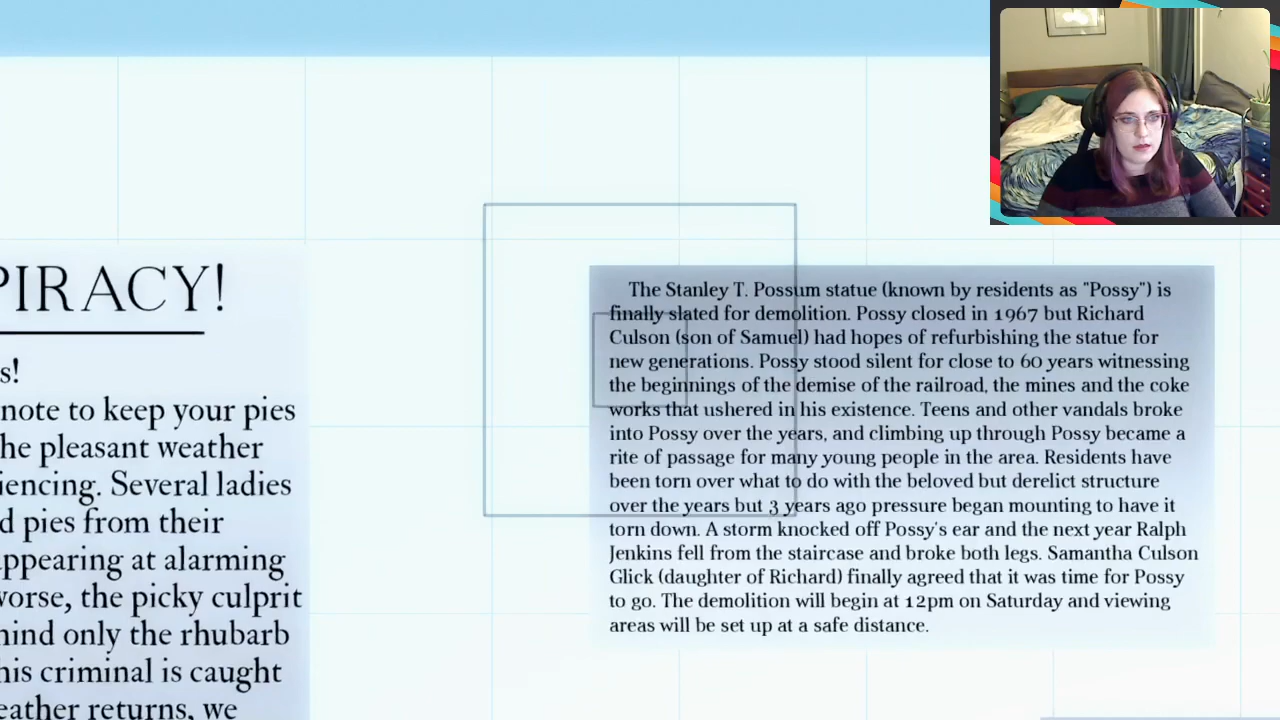 PIRACY!
s!
note to keep your pies
he pleasant weather
iencing. Several ladies
d pies from their
appearing at alarming
worse, the picky culprit
hind only the rhubarb
his criminal is caught
eather returns, we
The Stanley T. Possum statue (known by residents as "Possy") is
finally slated for demolition. Possy closed in 1967 but Richard
Culson (son of Samuel) had hopes of refurbishing the statue for
new generations. Possy stood silent for close to 60 years witnessing
the beginnings of the demise of the railroad, the mines and the coke
works that ushered in his existence. Teens and other vandals broke
into Possy over the years, and climbing up through Possy became a
rite of passage for many young people in the area. Residents have
been torn over what to do with the beloved but derelict structure
over the years but 3 years ago pressure began mounting to have it
torn down. A storm knocked off Possy's ear and the next year Ralph
Jenkins fell from the staircase and broke both legs. Samantha Culson
Glick (daughter of Richard) finally agreed that it was time for Possy
to go. The demolition will begin at 12pm on Saturday and viewing
areas will be set up at a safe distance.